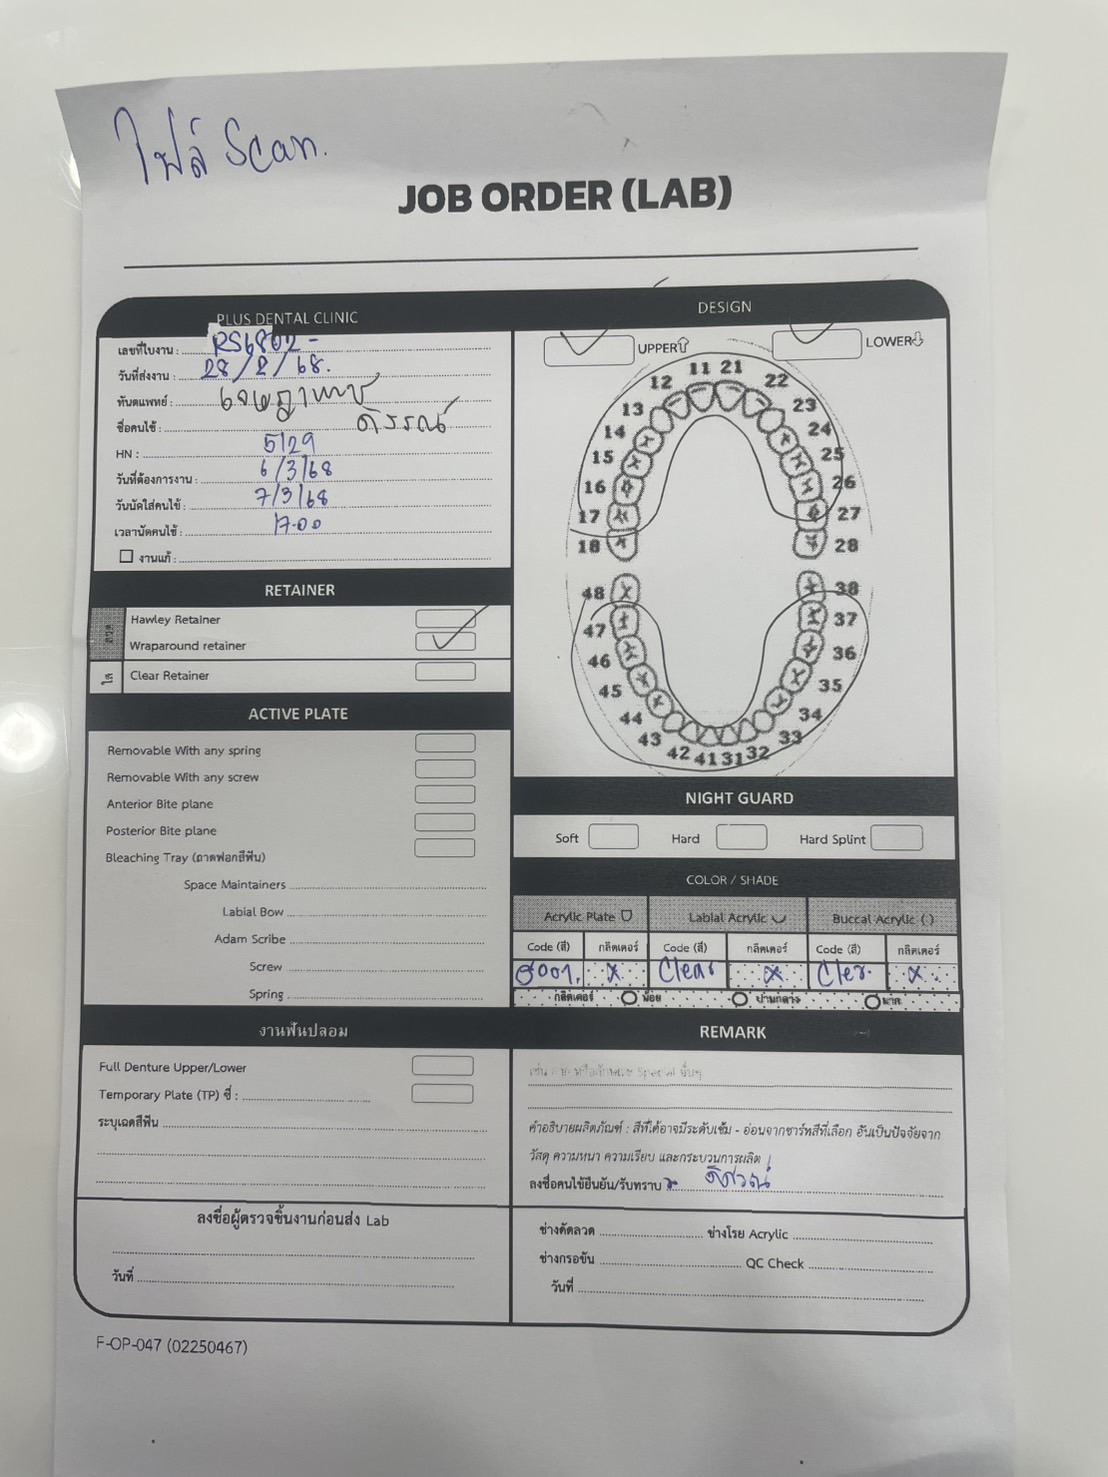 ไฟล์ Scan.
JOB ORDER (LAB)
PLUS DENTAL CLINIC
เลขที่ใบงาน : RS6802-
วันที่ส่งงาน : 28/2/68.
ทันตแพทย์ :
ชื่อคนไข้ :
HN : 5129
วันที่ต้องการงาน : 6/3/68
วันนัดใส่คนไข้ : 7/3/68
เวลานัดคนไข้ : 17.00
งานแก้ :
DESIGN
UPPER
LOWER
11 21
12 22
13 23
14 24
15 25
16 26
17 27
18 28
48 38
47 37
46 36
45 35
44 34
43 33
42 41 31 32
RETAINER
ลวด
Hawley Retainer
Wraparound retainer
ใส
Clear Retainer
ACTIVE PLATE
Removable With any spring
Removable With any screw
Anterior Bite plane
Posterior Bite plane
Bleaching Tray (ถาดฟอกสีฟัน)
Space Maintainers
Labial Bow
Adam Scribe
Screw
Spring
NIGHT GUARD
Soft Hard Hard Splint
COLOR / SHADE
Acrylic Plate Labial Acrylic Buccal Acrylic ( )
Code (สี) กลิตเตอร์ Code (สี) กลิตเตอร์ Code (สี) กลิตเตอร์
x Clear x x
กลิตเตอร์ น้อย ปานกลาง มาก
งานฟันปลอม
Full Denture Upper/Lower
Temporary Plate (TP) ซี่ :
ระบุเฉดสีฟัน
REMARK
เช่น ลาย หรือลักษณะ Special อื่นๆ
คำอธิบายผลิตภัณฑ์ : สีที่ได้อาจมีระดับเข้ม - อ่อนจากชาร์ทสีที่เลือก อันเป็นปัจจัยจาก
วัสดุ ความหนา ความเรียบ และกระบวนการผลิต
ลงชื่อคนไข้ยืนยัน/รับทราบ
ลงชื่อผู้ตรวจชิ้นงานก่อนส่ง Lab
วันที่
ช่างดัดลวด ช่างโรย Acrylic
ช่างกรอขัน QC Check
วันที่
F-OP-047 (02250467)